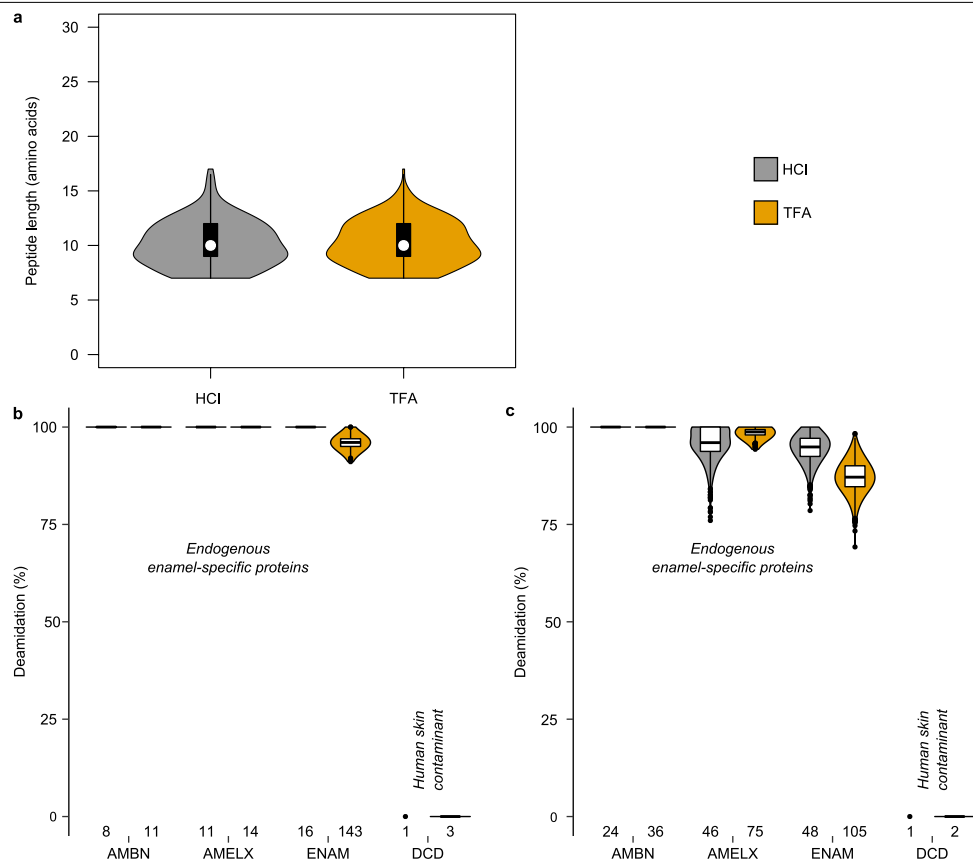 a
Peptide length (amino acids)
30
25
20
15
10
5
0
HCl
TFA
HCl
TFA
b
Deamidation (%)
100
75
50
25
0
Endogenous
enamel-specific proteins
Human skin
contaminant
8 11 11 14 16 143 1 3
AMBN AMELX ENAM DCD
c
Deamidation (%)
100
75
50
25
0
Endogenous
enamel-specific proteins
Human skin
contaminant
24 36 46 75 48 105 1 2
AMBN AMELX ENAM DCD